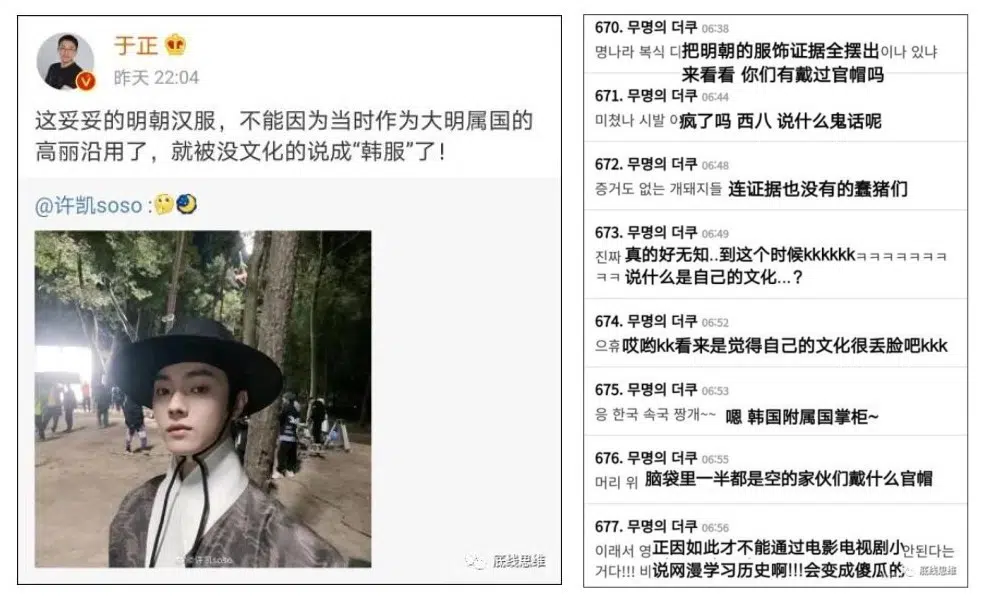 于正
昨天 22:04
这妥妥的明朝汉服，不能因为当时作为大明属国的
高丽沿用了，就被没文化的说成“韩服”了！
@许凯soso :🤔🌛
@许凯soso
底线思维
670. 무명의 더쿠 06:38
명나라 복식 디把明朝的服饰证据全摆出이나 있냐
来看看 你们有戴过官帽吗
671. 무명의 더쿠 06:44
미쳤나 시발 이疯了吗 西八 说什么鬼话呢
672. 무명의 더쿠 06:48
증거도 없는 개돼지들 连证据也没有的蠢猪们
673. 무명의 더쿠 06:49
진짜 真的好无知..到这个时候kkkkkkㅋㅋㅋㅋㅋㅋㅋ
ㅋㅋ 说什么是自己的文化...？
674. 무명의 더쿠 06:52
으휴 哎哟kk看来是觉得自己的文化很丢脸吧kkk
675. 무명의 더쿠 06:53
응 한국 속국 짱개~~ 嗯 韩国附属国掌柜~
676. 무명의 더쿠 06:55
머리 위 脑袋里一半都是空的家伙们戴什么官帽
677. 무명의 더쿠 06:56
이래서 영正因如此才不能通过电影电视剧小안된다는
거다!!! 비说网漫学习历史啊!!!会变成傻瓜的
底线思维